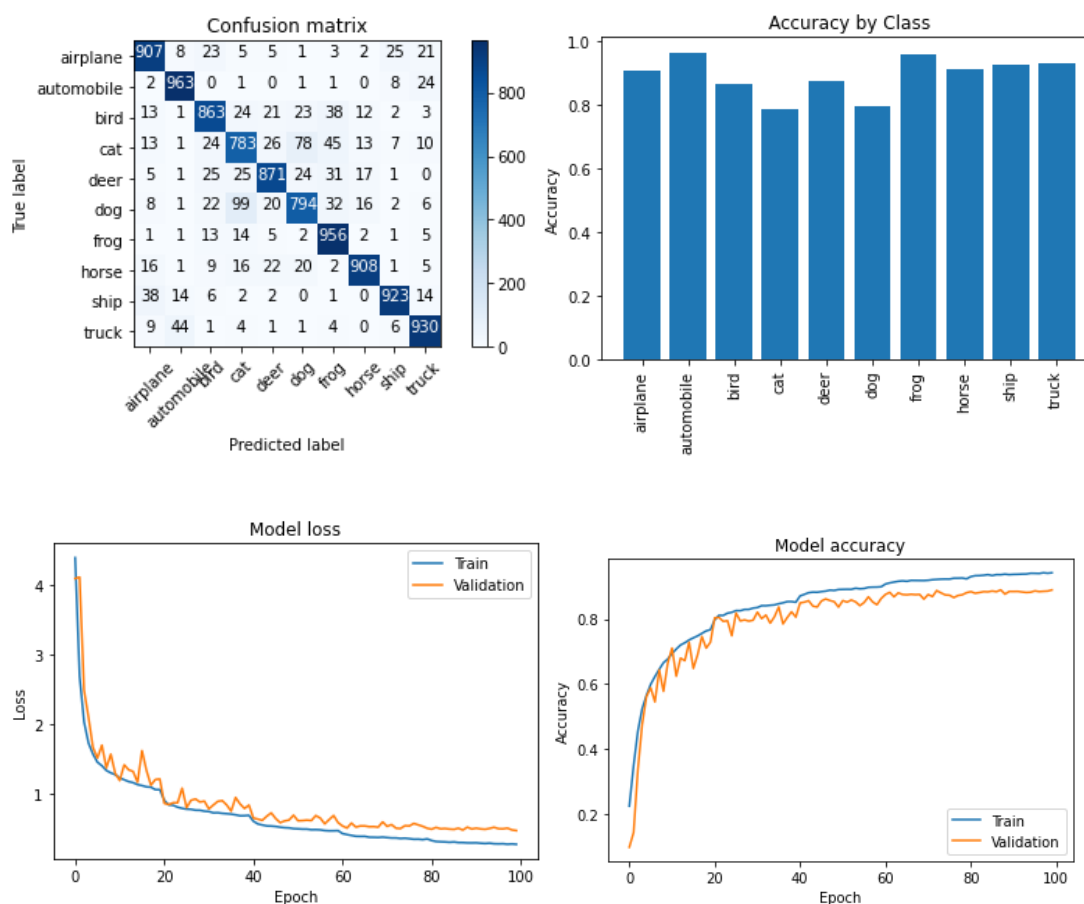 Confusion matrix
True label
airplane 907 8 23 5 5 1 3 2 25 21
automobile 2 963 0 1 0 1 1 0 8 24
bird 13 1 863 24 21 23 38 12 2 3
cat 13 1 24 783 26 78 45 13 7 10
deer 5 1 25 25 871 24 31 17 1 0
dog 8 1 22 99 20 794 32 16 2 6
frog 1 1 13 14 5 2 956 2 1 5
horse 16 1 9 16 22 20 2 908 1 5
ship 38 14 6 2 2 0 1 0 923 14
truck 9 44 1 4 1 1 4 0 6 930
airplane automobile bird cat deer dog frog horse ship truck
Predicted label
800
600
400
200
0
Accuracy by Class
Accuracy
1.0
0.8
0.6
0.4
0.2
0.0
airplane automobile bird cat deer dog frog horse ship truck
Model loss
Train
Validation
Loss
4
3
2
1
0 20 40 60 80 100
Epoch
Model accuracy
Accuracy
0.8
0.6
0.4
0.2
Train
Validation
0 20 40 60 80 100
Epoch